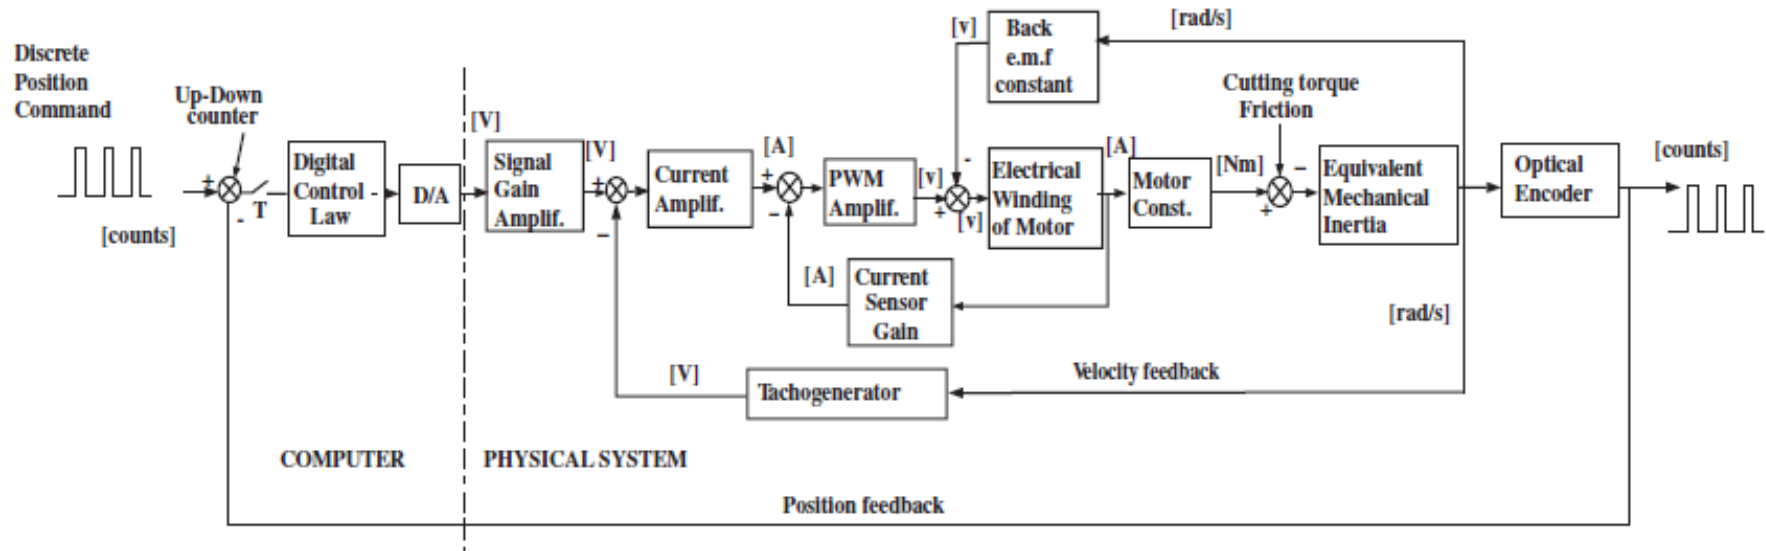 Discrete
Position
Command
Up-Down
counter
[counts]
+
-
T
Digital
Control -
Law
D/A
[V]
Signal
Gain
Amplif.
[V]
+
−
Current
Amplif.
[A]
+
−
PWM
Amplif.
[v]
+
-
[v]
[v]
Back
e.m.f
constant
[rad/s]
Electrical
Winding
of Motor
[A]
Motor
Const.
[Nm]
Cutting torque
Friction
−
+
Equivalent
Mechanical
Inertia
Optical
Encoder
[counts]
[A]
Current
Sensor
Gain
[rad/s]
[V]
Tachogenerator
Velocity feedback
COMPUTER
PHYSICAL SYSTEM
Position feedback